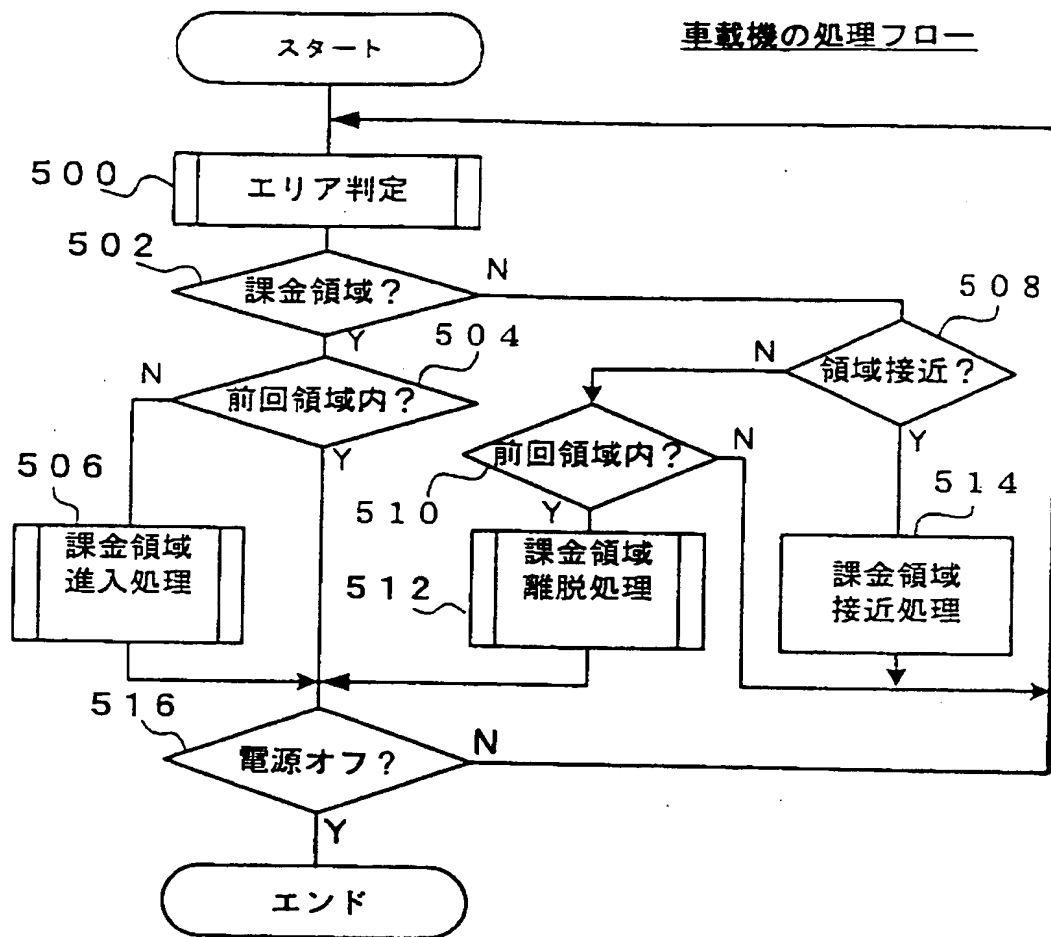 車載機の処理フロー
スタート
５００
エリア判定
５０２
課金領域？
N
Y
５０４
前回領域内？
N
Y
５０６
課金領域
進入処理
５０８
領域接近？
N
Y
前回領域内？
N
５１０
Y
５１２
課金領域
離脱処理
５１４
課金領域
接近処理
５１６
電源オフ？
N
Y
エンド